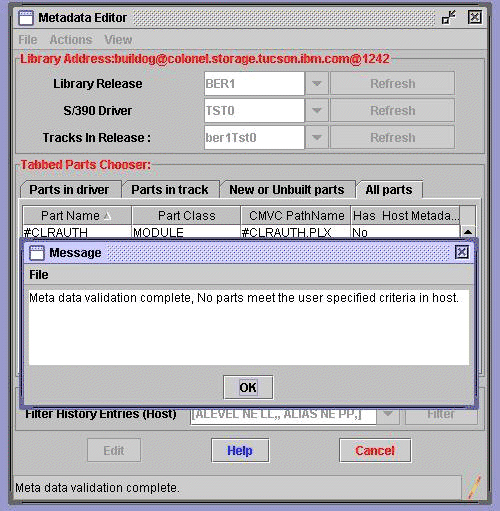 Metadata Editor
File Actions View
Library Address:buildog@colonel.storage.tucson.ibm.com@1242
Library Release BER1 Refresh
S/390 Driver TST0 Refresh
Tracks In Release : ber1Tst0 Refresh
Tabbed Parts Chooser:
Parts in driver Parts in track New or Unbuilt parts All parts
Part Name Part Class CMVC PathName Has Host Metada...
#CLRAUTH MODULE #CLRAUTH.PLX No
Message
File
Meta data validation complete, No parts meet the user specified criteria in host.
OK
Filter History Entries (Host) [ALEVEL NE LL,, ALIAS NE PP,] Filter
Edit Help Cancel
Meta data validation complete.